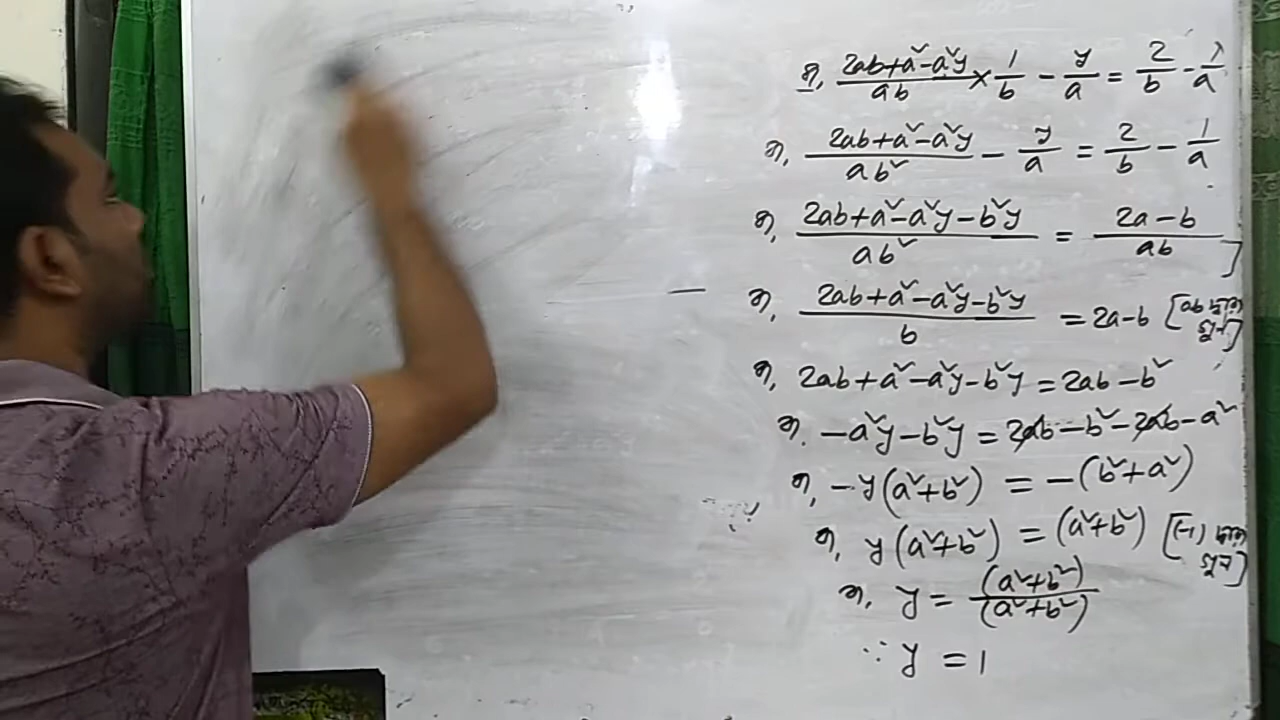 বা, (2ab+a²-a²y)/ab × 1/b - y/a = 2/b - 1/a
বা, (2ab+a²-a²y)/ab² - y/a = 2/b - 1/a
বা, (2ab+a²-a²y-b²y)/ab² = (2a-b)/ab
বা, (2ab+a²-a²y-b²y)/b = 2a-b [ab দ্বারা গুণ]
বা, 2ab+a²-a²y-b²y = 2ab-b²
বা, -a²y-b²y = 2ab-b²-2ab-a²
বা, -y(a²+b²) = -(b²+a²)
বা, y(a²+b²) = (a²+b²) [(-1) দ্বারা গুণ]
বা, y = (a²+b²)/(a²+b²)
∴ y = 1